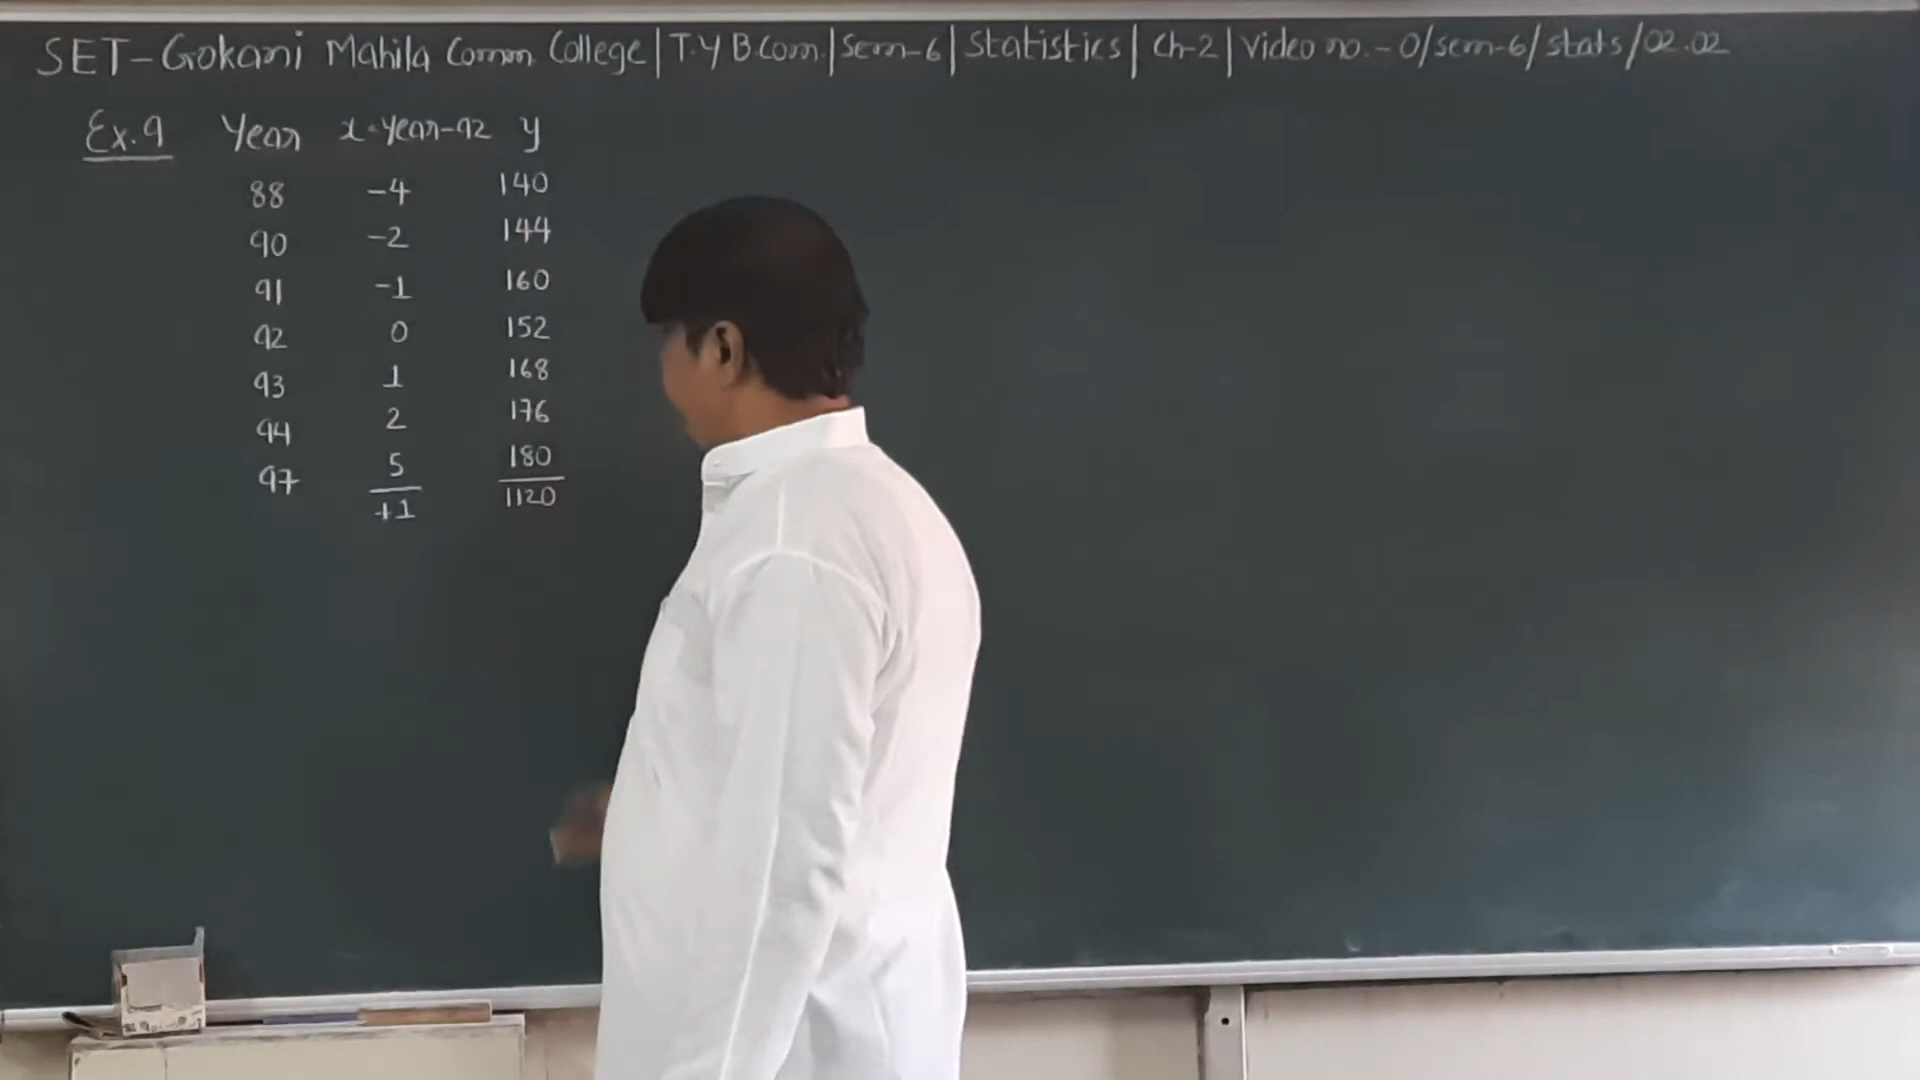 SET-Gokani Mahila Comm. College|T.Y B.Com.|Sem-6|Statistics|Ch-2|Video no.-0/sem-6/stats/02.02
Ex.9 Year x=Year-92 y
88 -4 140
90 -2 144
91 -1 160
92 0 152
93 1 168
94 2 176
97 5 180
+1 1120